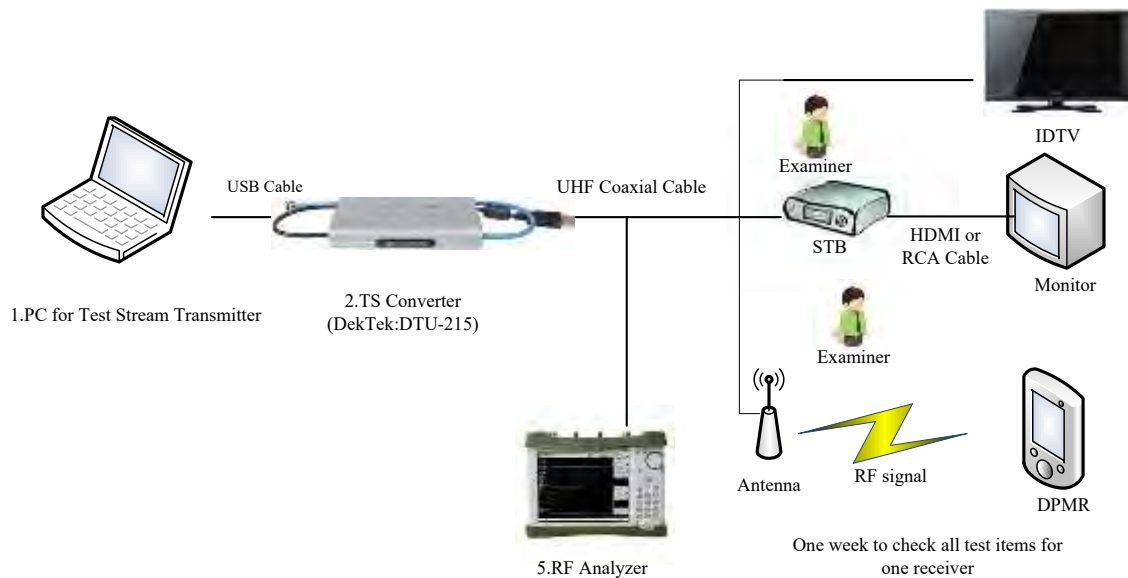 IDTV
Examiner
USB Cable
UHF Coaxial Cable
STB
HDMI or
RCA Cable
Monitor
1.PC for Test Stream Transmitter
2.TS Converter
(DekTek:DTU-215)
Examiner
Antenna
RF signal
DPMR
5.RF Analyzer
One week to check all test items for
one receiver